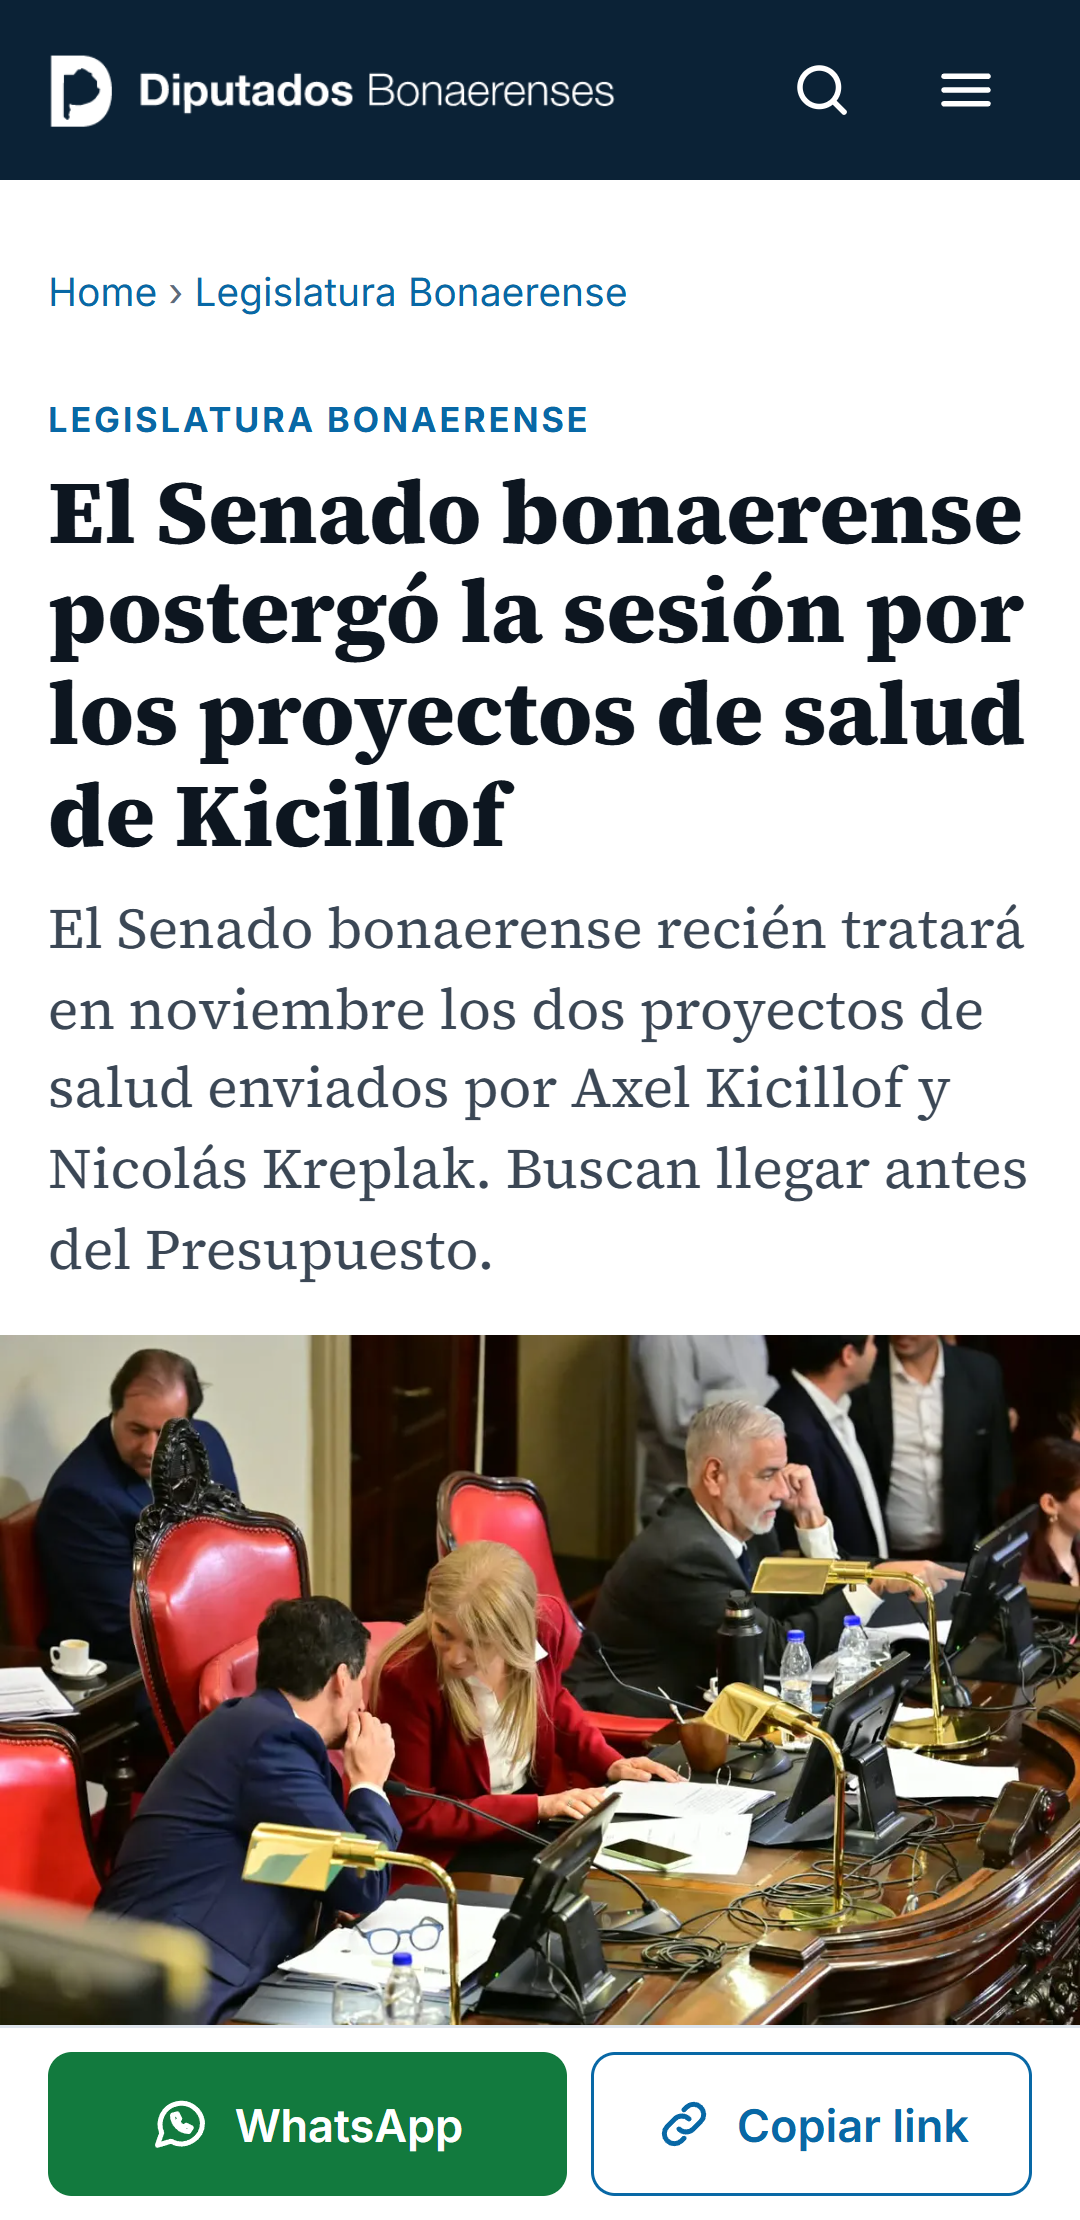 Diputados Bonaerenses
Home › Legislatura Bonaerense
LEGISLATURA BONAERENSE
El Senado bonaerense
postergó la sesión por
los proyectos de salud
de Kicillof
El Senado bonaerense recién tratará
en noviembre los dos proyectos de
salud enviados por Axel Kicillof y
Nicolás Kreplak. Buscan llegar antes
del Presupuesto.
WhatsApp
Copiar link